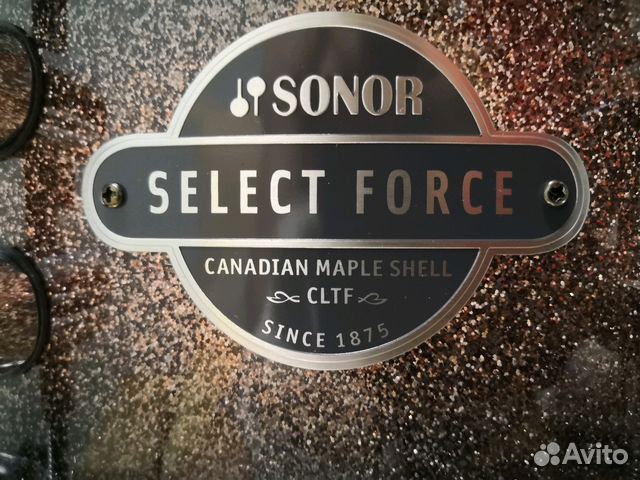 SONOR
SELECT FORCE
CANADIAN MAPLE SHELL
CLTF
SINCE 1875
Avito